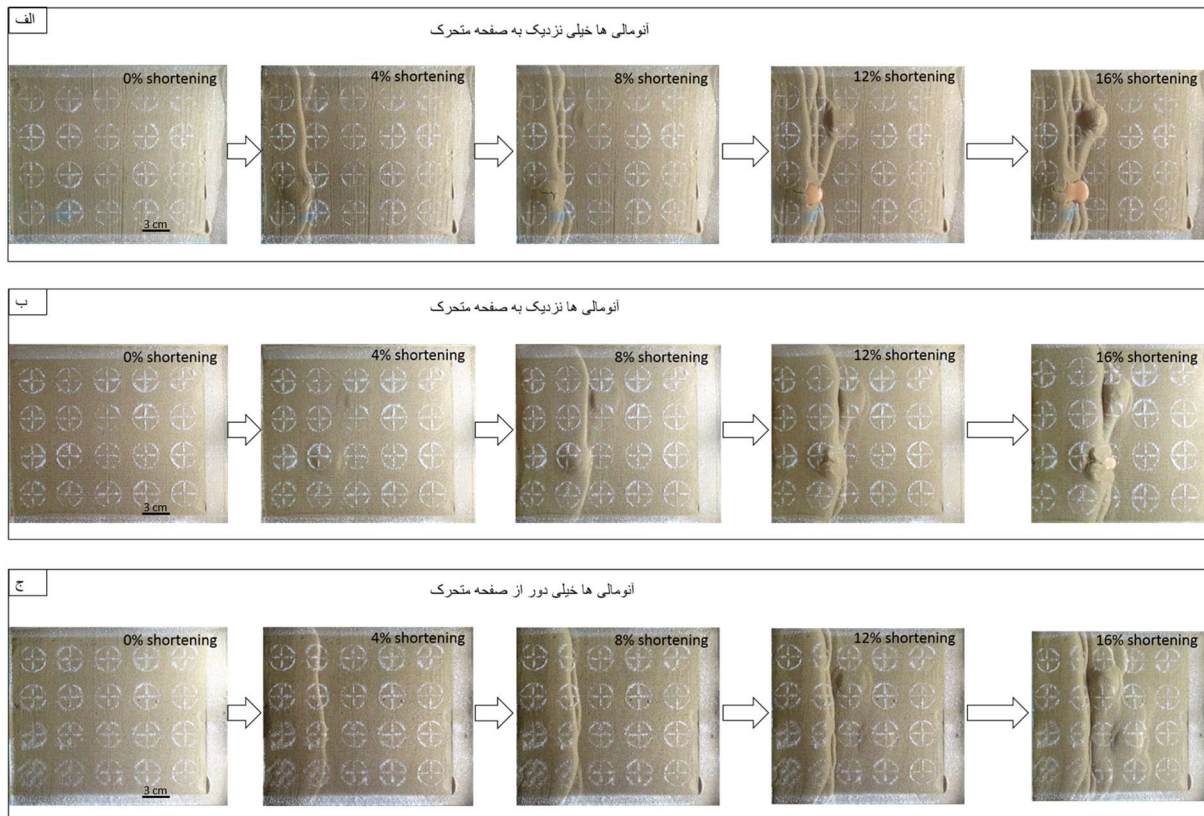 الف
آنومالی ها خیلی نزدیک به صفحه متحرک
0% shortening
4% shortening
8% shortening
12% shortening
16% shortening
3 cm
ب
آنومالی ها نزدیک به صفحه متحرک
0% shortening
4% shortening
8% shortening
12% shortening
16% shortening
3 cm
ج
آنومالی ها خیلی دور از صفحه متحرک
0% shortening
4% shortening
8% shortening
12% shortening
16% shortening
3 cm